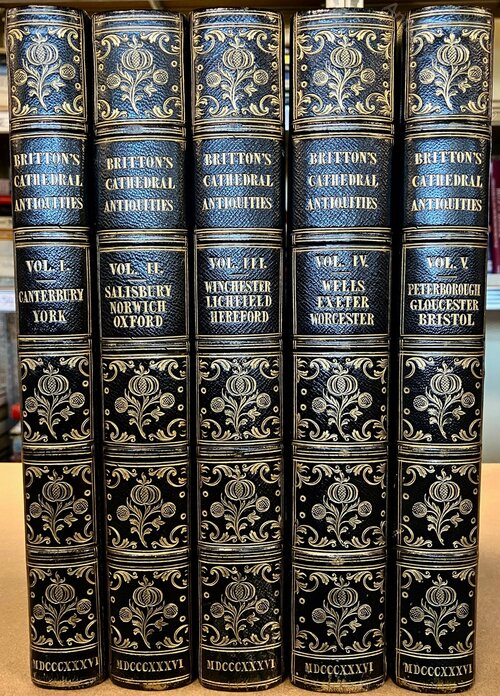 BRITTON'S
CATHEDRAL
ANTIQUITIES
VOL. I.
CANTERBURY
YORK
MDCCCXXXVI
BRITTON'S
CATHEDRAL
ANTIQUITIES
VOL. II.
SALISBURY
NORWICH
OXFORD
MDCCCXXXVI
BRITTON'S
CATHEDRAL
ANTIQUITIES
VOL. III.
WINCHESTER
LICHFIELD
HEREFORD
MDCCCXXXVI
BRITTON'S
CATHEDRAL
ANTIQUITIES
VOL. IV.
WELLS
EXETER
WORCESTER
MDCCCXXXVI
BRITTON'S
CATHEDRAL
ANTIQUITIES
VOL. V.
PETERBOROUGH
GLOUCESTER
BRISTOL
MDCCCXXXVI